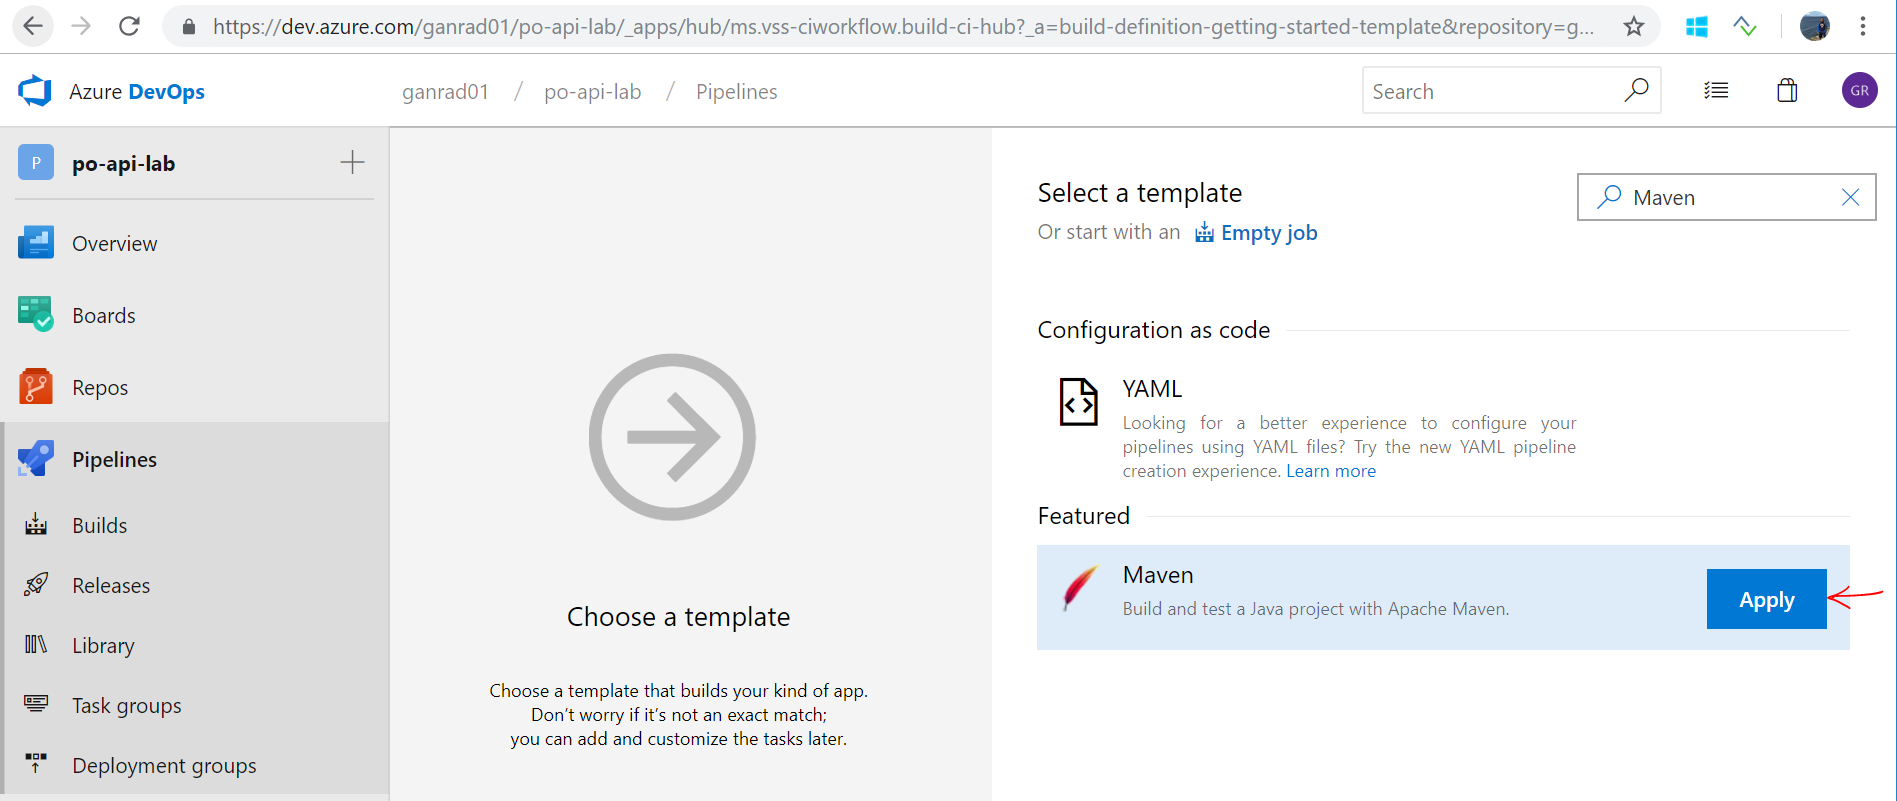 https://dev.azure.com/ganrad01/po-api-lab/_apps/hub/ms.vss-ciworkflow.build-ci-hub?_a=build-definition-getting-started-template&repository=g...
Azure DevOps
ganrad01 / po-api-lab / Pipelines
Search
GR
P
po-api-lab
Overview
Boards
Repos
Pipelines
Builds
Releases
Library
Task groups
Deployment groups
Choose a template
Choose a template that builds your kind of app.
Don't worry if it's not an exact match;
you can add and customize the tasks later.
Select a template
Maven
Or start with an Empty job
Configuration as code
YAML
Looking for a better experience to configure your
pipelines using YAML files? Try the new YAML pipeline
creation experience. Learn more
Featured
Maven
Build and test a Java project with Apache Maven.
Apply